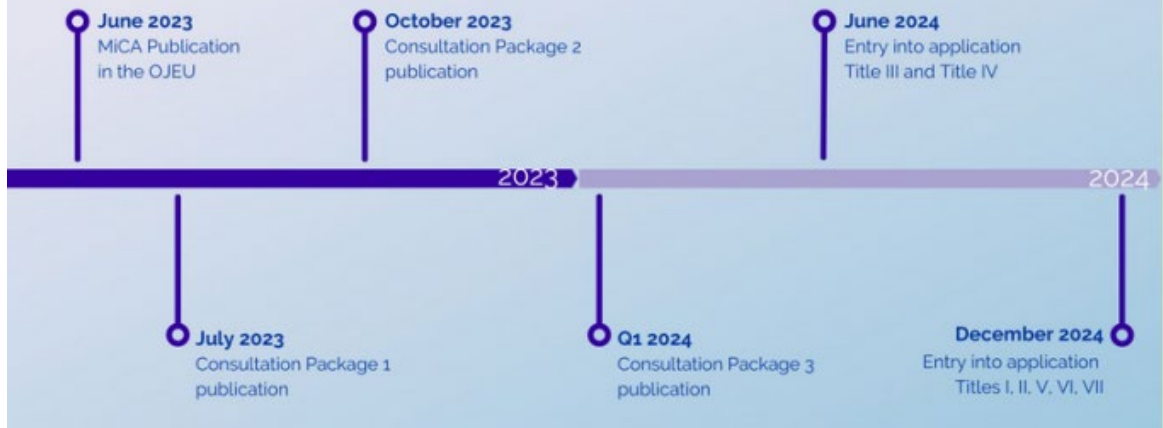 June 2023
MiCA Publication
in the OJEU
October 2023
Consultation Package 2
publication
June 2024
Entry into application
Title III and Title IV
2023
2024
July 2023
Consultation Package 1
publication
Q1 2024
Consultation Package 3
publication
December 2024
Entry into application
Titles I, II, V, VI, VII